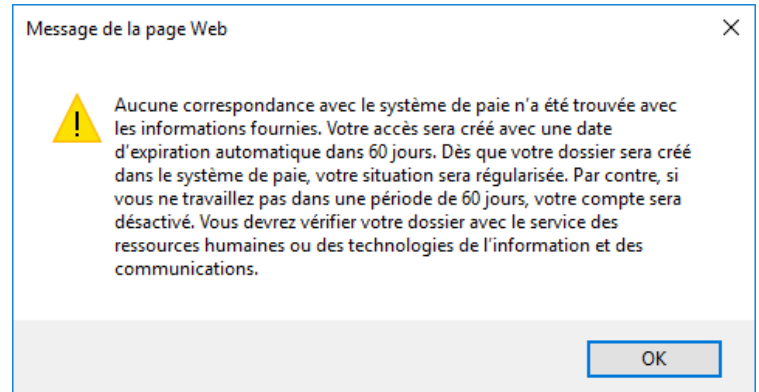 Message de la page Web
Aucune correspondance avec le système de paie n'a été trouvée avec
les informations fournies. Votre accès sera créé avec une date
d'expiration automatique dans 60 jours. Dès que votre dossier sera créé
dans le système de paie, votre situation sera régularisée. Par contre, si
vous ne travaillez pas dans une période de 60 jours, votre compte sera
désactivé. Vous devrez vérifier votre dossier avec le service des
ressources humaines ou des technologies de l'information et des
communications.
OK